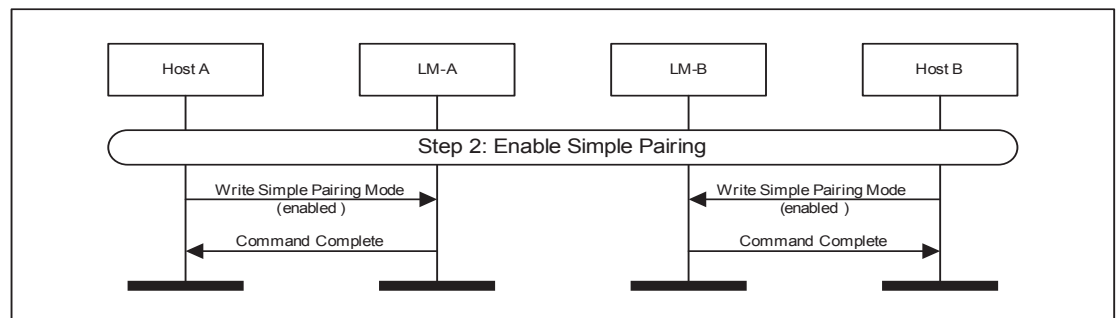 Host A
LM-A
LM-B
Host B
Step 2: Enable Simple Pairing
Write Simple Pairing Mode
(enabled )
Write Simple Pairing Mode
(enabled )
Command Complete
Command Complete